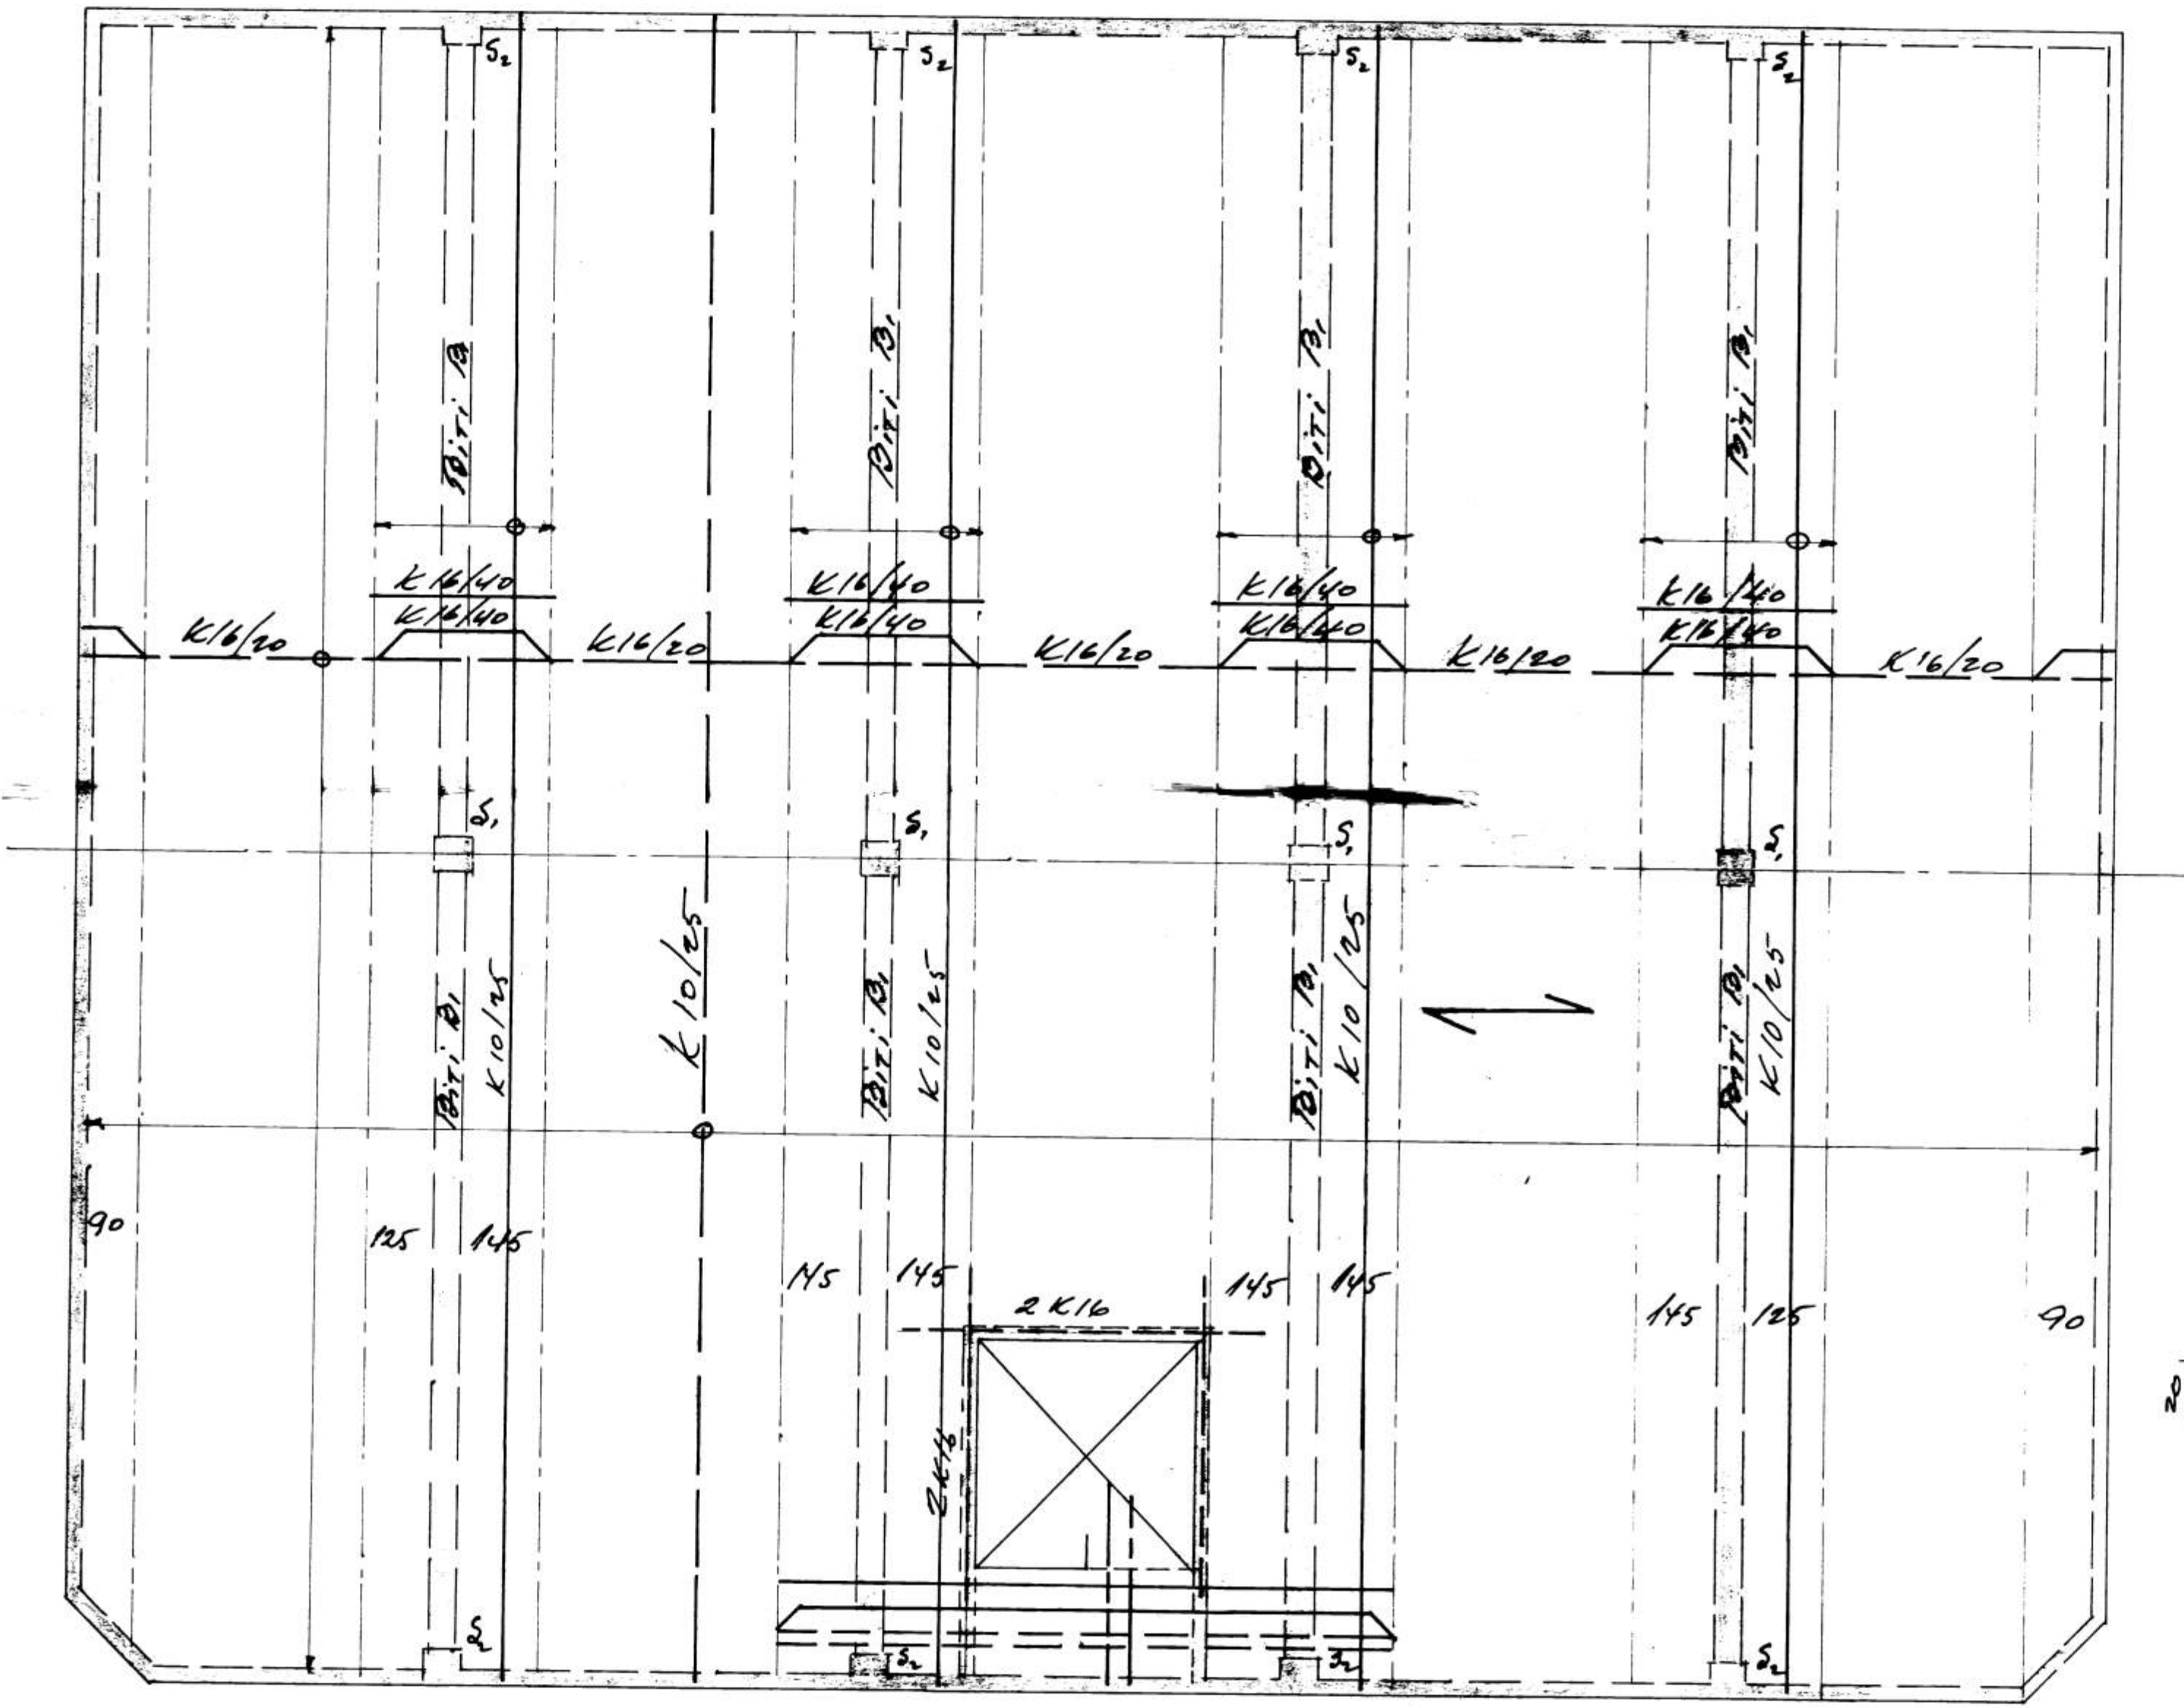 S₂ S₂ S₂ S₂
Biti B Biti B₁ Biti B₁ Biti B₁
K16/40 K16/40 K16/40 K16/40
K16/40 K16/40 K16/40 K16/40
K16/20 K16/20 K16/20 K16/20 K16/20
S₁ S₁ S₁ S₁
Biti B₁ K10/25 K10/25 Biti B₁ K10/25 Biti B₁ K10/25 Biti B₁ K10/25
90 125 145 145 145 145 145 145 125 90
2K16
2K16
20
S₂ S₂ S₂ S₂